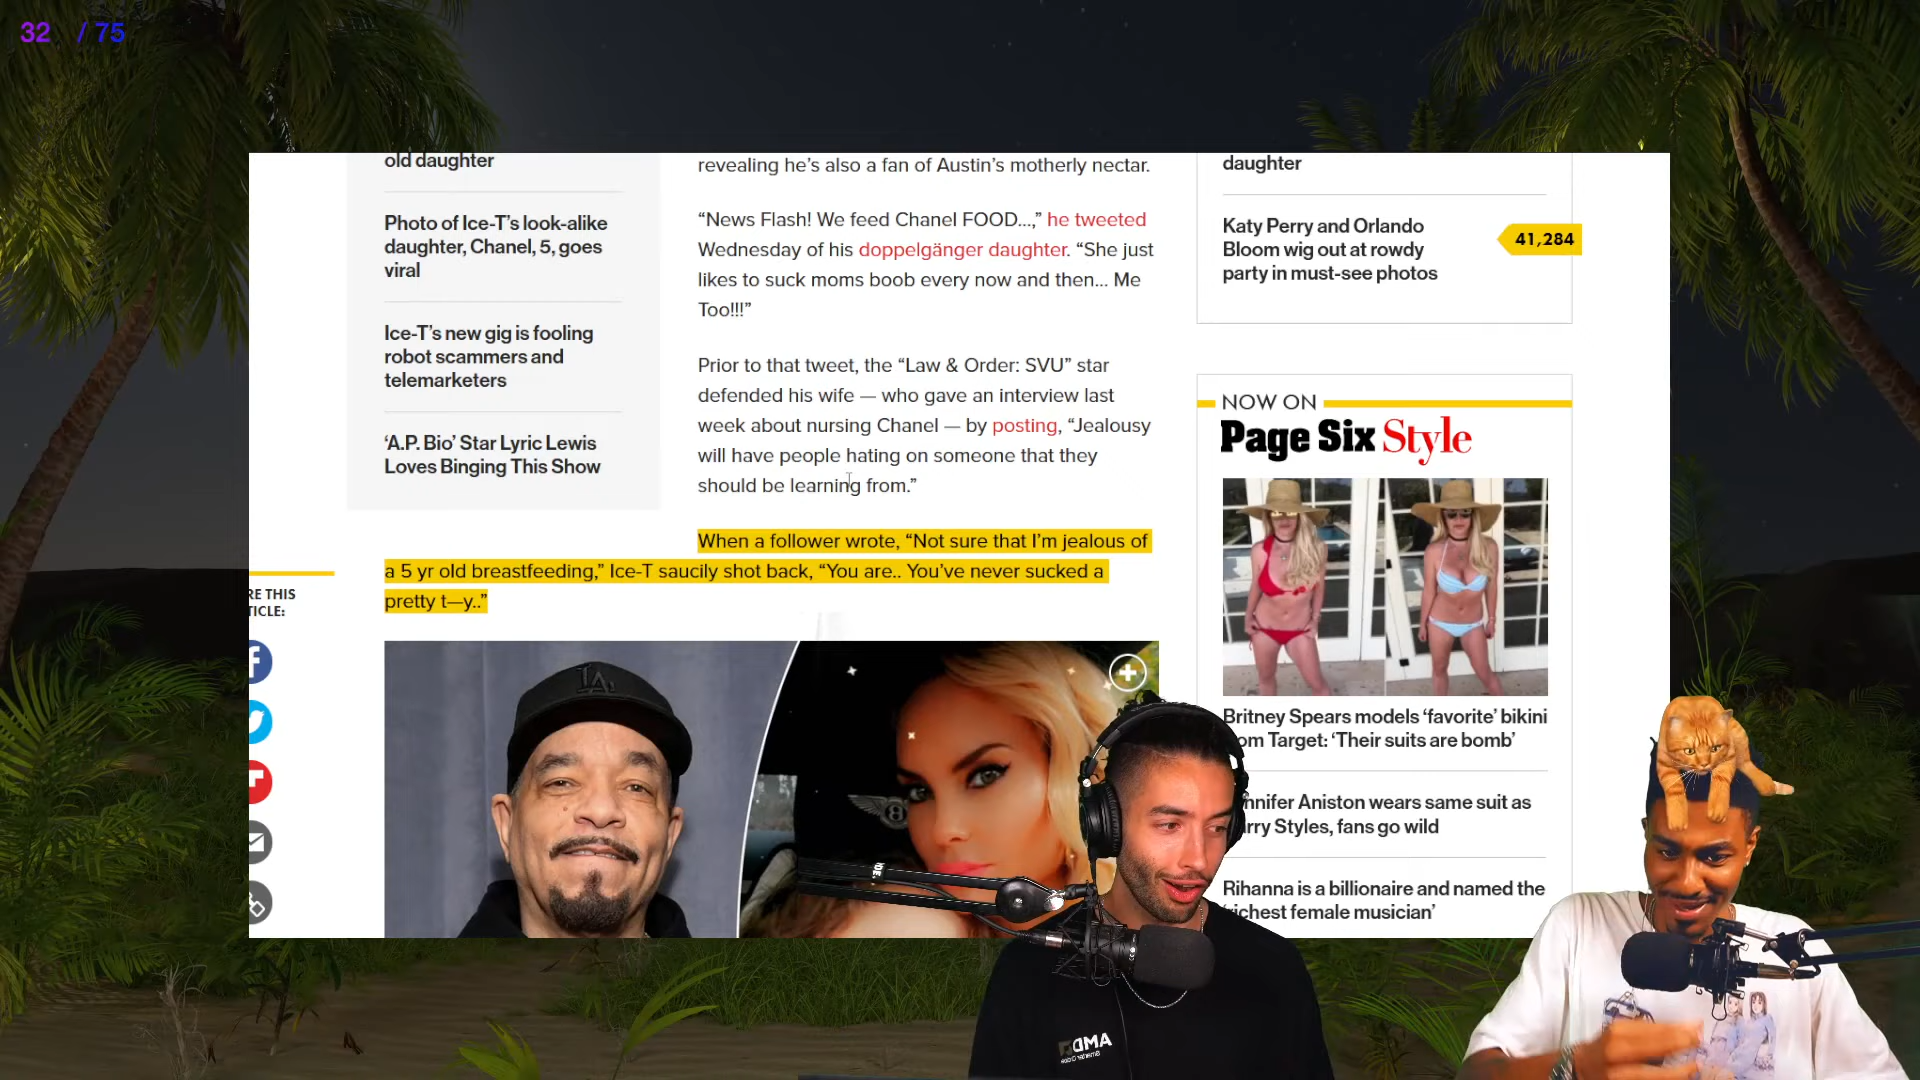 32 / 75
old daughter
Photo of Ice-T’s look-alike
daughter, Chanel, 5, goes
viral
Ice-T’s new gig is fooling
robot scammers and
telemarketers
‘A.P. Bio’ Star Lyric Lewis
Loves Binging This Show
RE THIS
TICLE:
revealing he’s also a fan of Austin’s motherly nectar.
“News Flash! We feed Chanel FOOD...,” he tweeted
Wednesday of his doppelgänger daughter. “She just
likes to suck moms boob every now and then... Me
Too!!!”
Prior to that tweet, the “Law & Order: SVU” star
defended his wife — who gave an interview last
week about nursing Chanel — by posting, “Jealousy
will have people hating on someone that they
should be learning from.”
When a follower wrote, “Not sure that I’m jealous of
a 5 yr old breastfeeding,” Ice-T saucily shot back, “You are.. You’ve never sucked a
pretty t—y..”
LA
B
daughter
Katy Perry and Orlando
Bloom wig out at rowdy
party in must-see photos
41,284
NOW ON
Page Six Style
Britney Spears models ‘favorite’ bikini
om Target: ‘Their suits are bomb’
nnifer Aniston wears same suit as
rry Styles, fans go wild
Rihanna is a billionaire and named the
richest female musician’
AMD